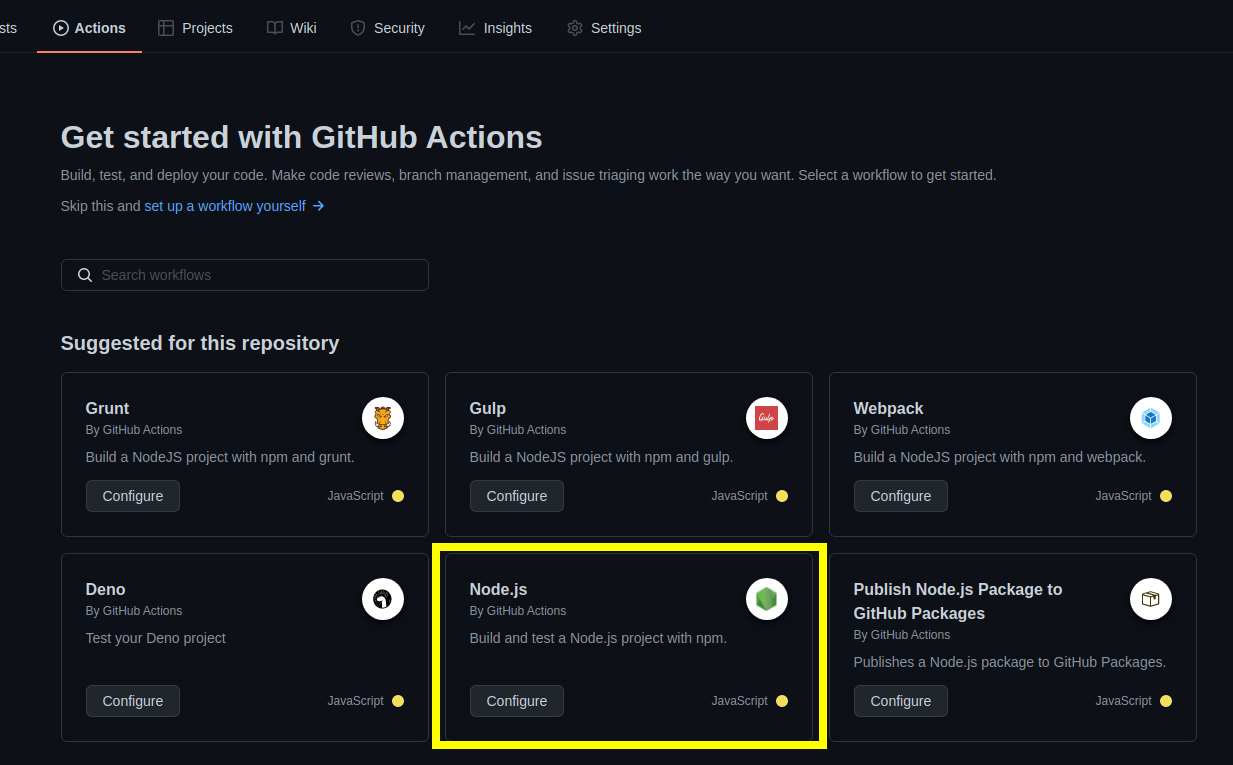 sts Actions Projects Wiki Security Insights Settings
Get started with GitHub Actions
Build, test, and deploy your code. Make code reviews, branch management, and issue triaging work the way you want. Select a workflow to get started.
Skip this and set up a workflow yourself →
Search workflows
Suggested for this repository
Grunt
By GitHub Actions
Build a NodeJS project with npm and grunt.
Configure JavaScript
Gulp
By GitHub Actions
Gulp
Build a NodeJS project with npm and gulp.
Configure JavaScript
Webpack
By GitHub Actions
Build a NodeJS project with npm and webpack.
Configure JavaScript
Deno
By GitHub Actions
Test your Deno project
Configure JavaScript
Node.js
By GitHub Actions
Build and test a Node.js project with npm.
Configure JavaScript
Publish Node.js Package to
GitHub Packages
By GitHub Actions
Publishes a Node.js package to GitHub Packages.
Configure JavaScript